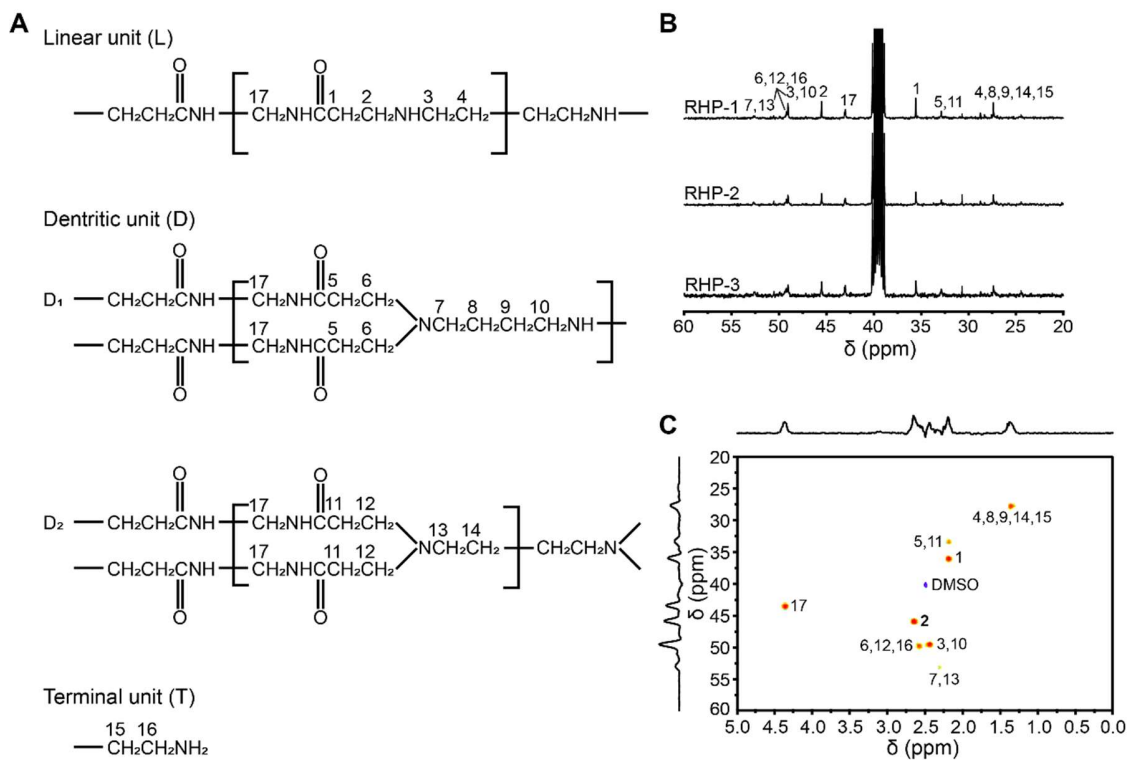 A
Linear unit (L)
O O
17 1 2 3 4
CH₂CH₂CNH CH₂NHCCH₂CH₂NHCH₂CH₂ CH₂CH₂NH
Dentritic unit (D)
O O
17 5 6
D₁ CH₂CH₂CNH CH₂NHCCH₂CH₂
7 8 9 10
NCH₂CH₂CH₂CH₂NH
17 5 6
CH₂CH₂CNH CH₂NHCCH₂CH₂
O O
O O
17 11 12
D₂ CH₂CH₂CNH CH₂NHCCH₂CH₂
13 14
NCH₂CH₂ CH₂CH₂N
17 11 12
CH₂CH₂CNH CH₂NHCCH₂CH₂
O O
Terminal unit (T)
15 16
CH₂CH₂NH₂
B
6,12,16
7,13 3,10 2 17 1 5,11 4,8,9,14,15
RHP-1
RHP-2
RHP-3
60 55 50 45 40 35 30 25 20
δ (ppm)
C
20
25
30
35
40
45
50
55
60
δ (ppm)
4,8,9,14,15
5,11
1
DMSO
17
2
6,12,16 3,10
7,13
5.0 4.5 4.0 3.5 3.0 2.5 2.0 1.5 1.0 0.5 0.0
δ (ppm)